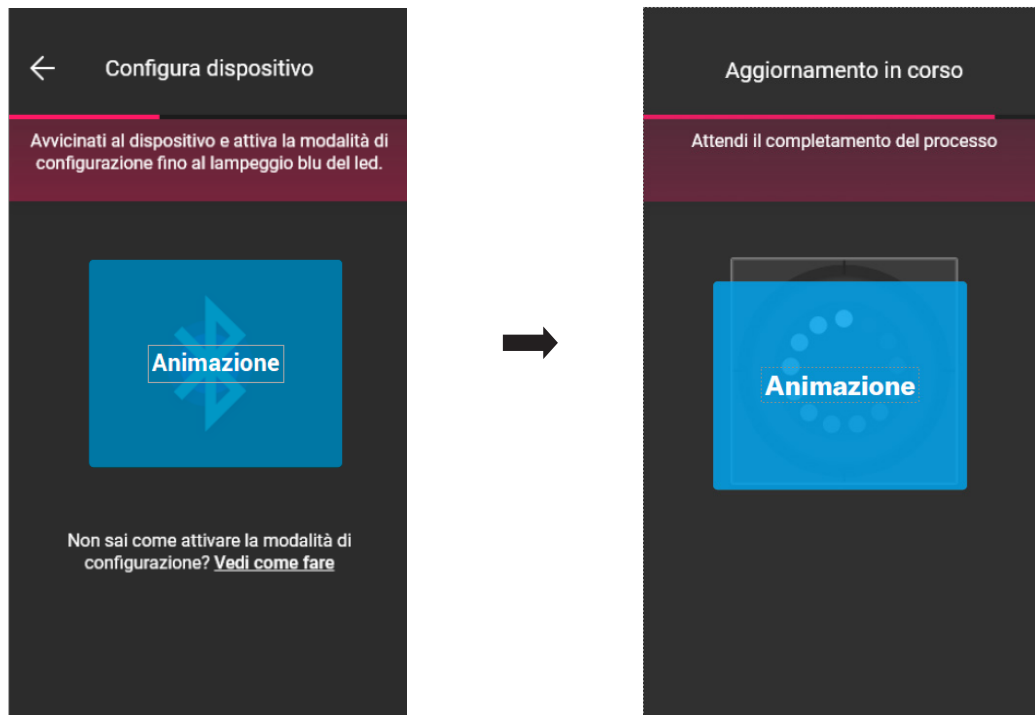 Configura dispositivo
Avvicinati al dispositivo e attiva la modalità di
configurazione fino al lampeggio blu del led.
Animazione
Non sai come attivare la modalità di
configurazione? Vedi come fare
Aggiornamento in corso
Attendi il completamento del processo
Animazione